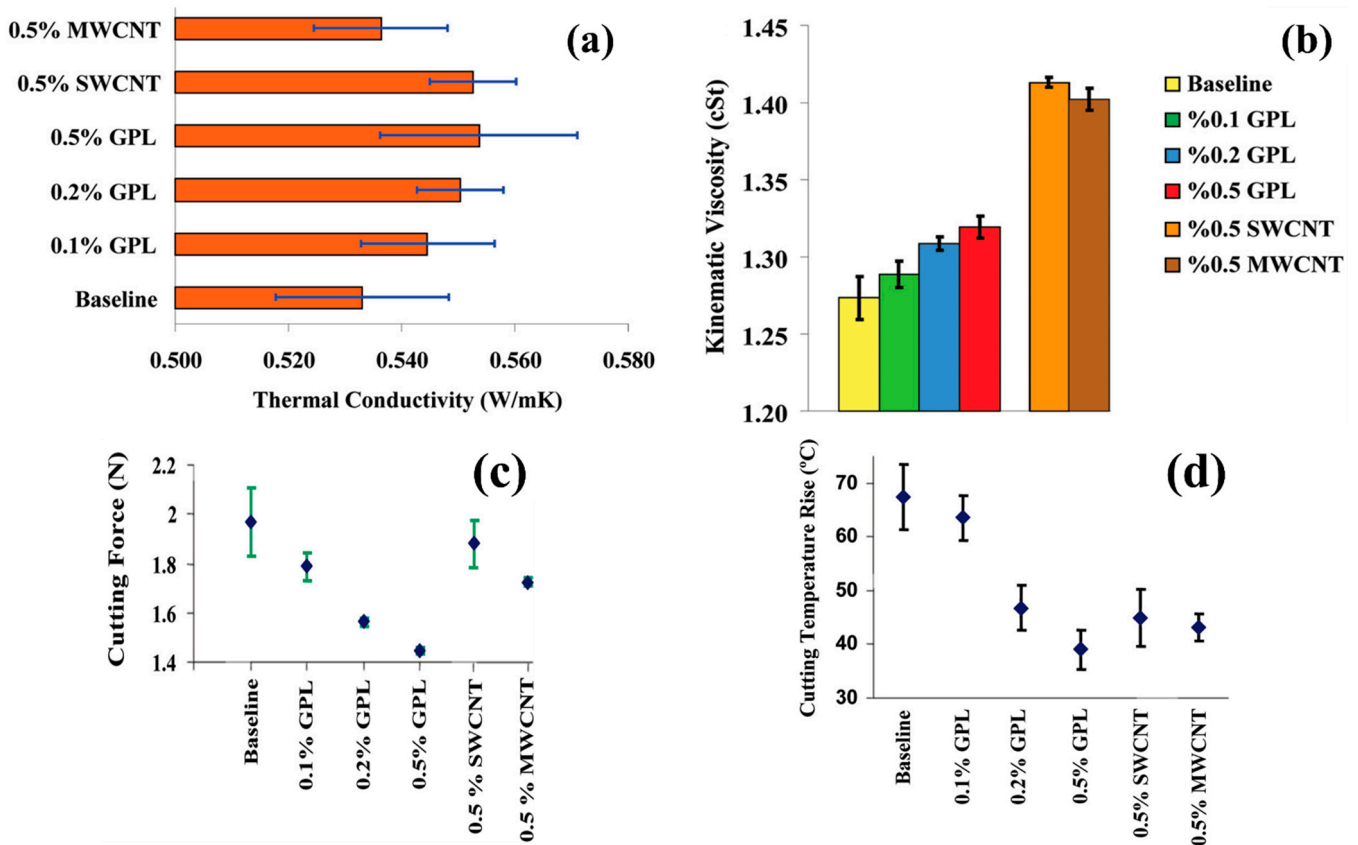 (a)
0.5% MWCNT
0.5% SWCNT
0.5% GPL
0.2% GPL
0.1% GPL
Baseline
0.500 0.520 0.540 0.560 0.580
Thermal Conductivity (W/mK)
(b)
Kinematic Viscosity (cSt)
1.45
1.40
1.35
1.30
1.25
1.20
Baseline
%0.1 GPL
%0.2 GPL
%0.5 GPL
%0.5 SWCNT
%0.5 MWCNT
(c)
Cutting Force (N)
2.2
2
1.8
1.6
1.4
Baseline
0.1% GPL
0.2% GPL
0.5% GPL
0.5 % SWCNT
0.5 % MWCNT
(d)
Cutting Temperature Rise (ºC)
70
60
50
40
30
Baseline
0.1% GPL
0.2% GPL
0.5% GPL
0.5% SWCNT
0.5% MWCNT